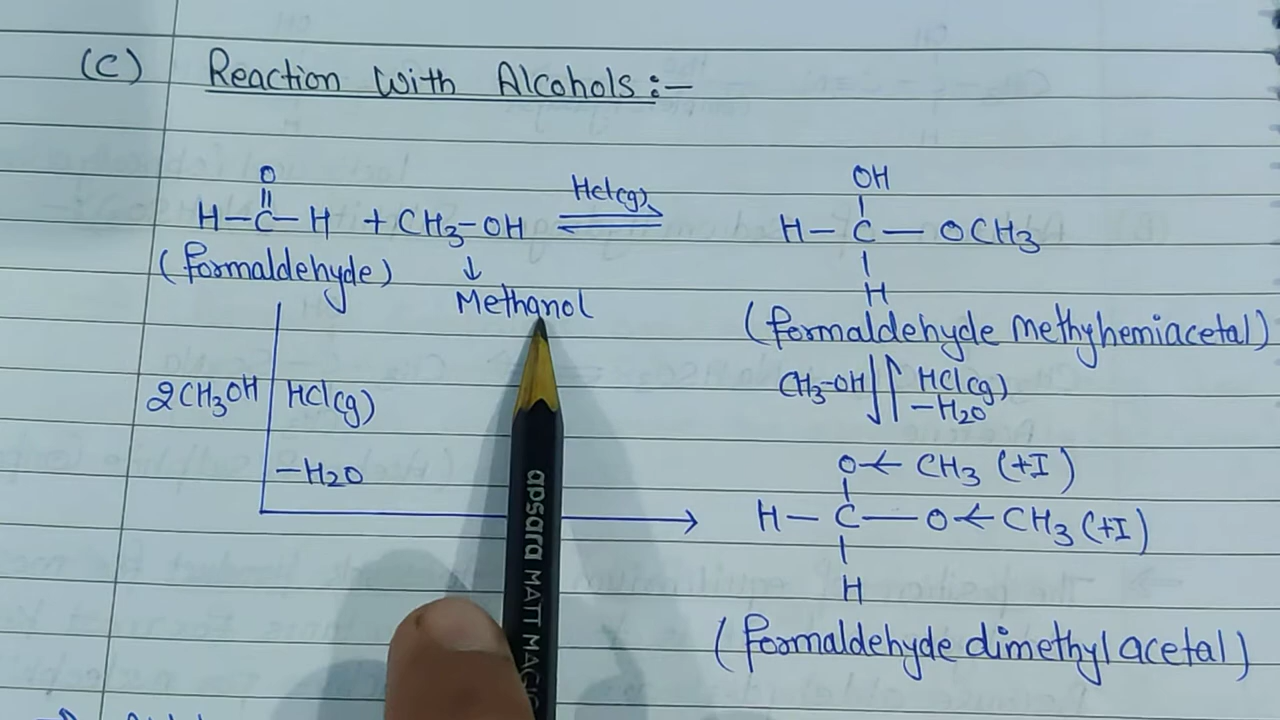 (C) Reaction With Alcohols :-
O
H-C-H + CH3-OH HCl(g)
(formaldehyde) ↓
Methanol
2CH3OH HCl(g)
-H2O
OH
H-C-OCH3
H
(formaldehyde methyhemiacetal)
CH3-OH HCl(g)
-H2O
O←CH3 (+I)
H-C-O←CH3 (+I)
H
(formaldehyde dimethyl acetal)
apsara MATT MAGIC